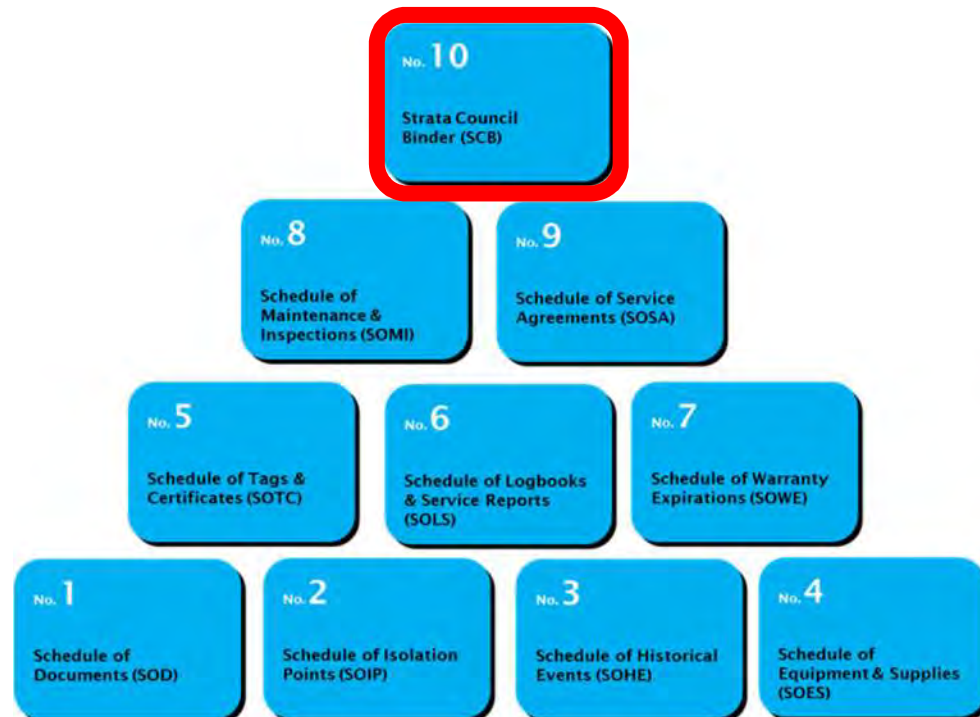 No. 10
Strata Council
Binder (SCB)
No. 8
Schedule of
Maintenance &
Inspections (SOMI)
No. 9
Schedule of Service
Agreements (SOSA)
No. 5
Schedule of Tags &
Certificates (SOTC)
No. 6
Schedule of Logbooks
& Service Reports
(SOLS)
No. 7
Schedule of Warranty
Expirations (SOWE)
No. 1
Schedule of
Documents (SOD)
No. 2
Schedule of Isolation
Points (SOIP)
No. 3
Schedule of Historical
Events (SOHE)
No. 4
Schedule of
Equipment & Supplies
(SOES)